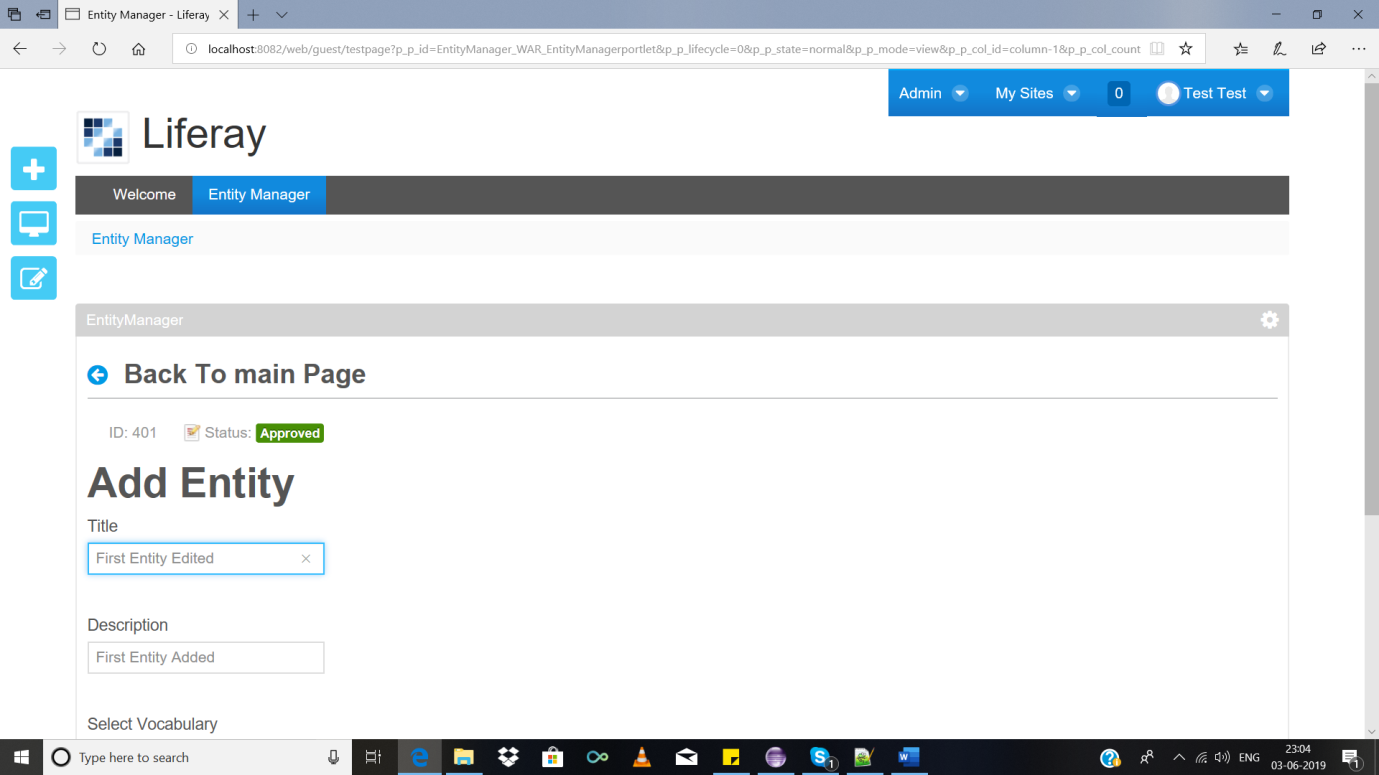 Entity Manager - Liferay
localhost:8082/web/guest/testpage?p_p_id=EntityManager_WAR_EntityManagerportlet&p_p_lifecycle=0&p_p_state=normal&p_p_mode=view&p_p_col_id=column-1&p_p_col_count
Admin My Sites 0 Test Test
Liferay
Welcome Entity Manager
Entity Manager
EntityManager
Back To main Page
ID: 401 Status: Approved
Add Entity
Title
First Entity Edited
Description
First Entity Added
Select Vocabulary
Type here to search
ENG
23:04
03-06-2019
1
1